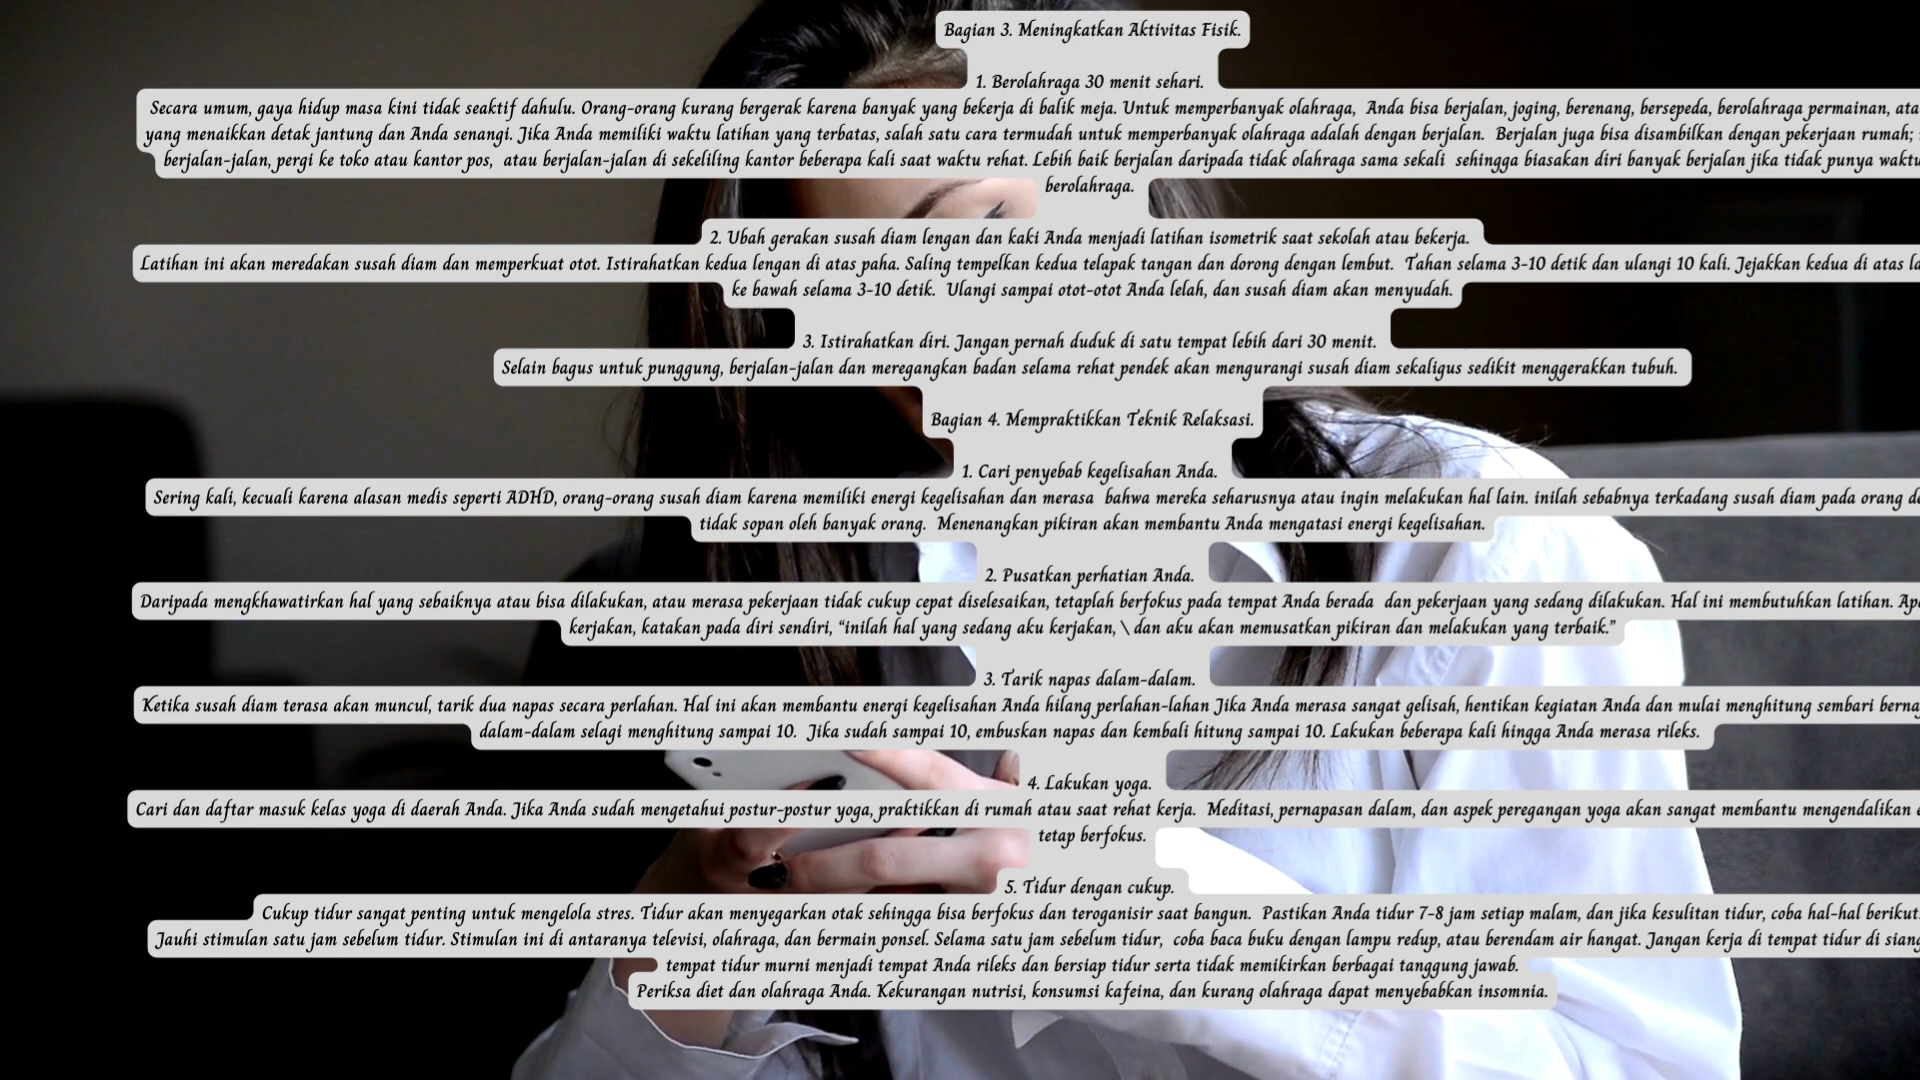 Bagian 3. Meningkatkan Aktivitas Fisik.
1. Berolahraga 30 menit sehari.
Secara umum, gaya hidup masa kini tidak seaktif dahulu. Orang-orang kurang bergerak karena banyak yang bekerja di balik meja. Untuk memperbanyak olahraga, Anda bisa berjalan, joging, berenang, bersepeda, berolahraga permainan,
yang menaikkan detak jantung dan Anda senangi. Jika Anda memiliki waktu latihan yang terbatas, salah satu cara termudah untuk memperbanyak olahraga adalah dengan berjalan. Berjalan juga bisa disambilkan dengan pekerjaan rumah;
berjalan-jalan, pergi ke toko atau kantor pos, atau berjalan-jalan di sekeliling kantor beberapa kali saat waktu rehat. Lebih baik berjalan daripada tidak olahraga sama sekali sehingga biasakan diri banyak berjalan jika tidak punya waktu
berolahraga.
2. Ubah gerakan susah diam lengan dan kaki Anda menjadi latihan isometrik saat sekolah atau bekerja.
Latihan ini akan meredakan susah diam dan memperkuat otot. Istirahatkan kedua lengan di atas paha. Saling tempelkan kedua telapak tangan dan dorong dengan lembut. Tahan selama 3-10 detik dan ulangi 10 kali. Jejakkan kedua di atas
ke bawah selama 3-10 detik. Ulangi sampai otot-otot Anda lelah, dan susah diam akan menyudah.
3. Istirahatkan diri. Jangan pernah duduk di satu tempat lebih dari 30 menit.
Selain bagus untuk punggung, berjalan-jalan dan meregangkan badan selama rehat pendek akan mengurangi susah diam sekaligus sedikit menggerakkan tubuh.
Bagian 4. Mempraktikkan Teknik Relaksasi.
1. Cari penyebab kegelisahan Anda.
Sering kali, kecuali karena alasan medis seperti ADHD, orang-orang susah diam karena memiliki energi kegelisahan dan merasa bahwa mereka seharusnya atau ingin melakukan hal lain. inilah sebabnya terkadang susah diam pada orang
tidak sopan oleh banyak orang. Menenangkan pikiran akan membantu Anda mengatasi energi kegelisahan.
2. Pusatkan perhatian Anda.
Daripada mengkhawatirkan hal yang sebaiknya atau bisa dilakukan, atau merasa pekerjaan tidak cukup cepat diselesaikan, tetaplah berfokus pada tempat Anda berada dan pekerjaan yang sedang dilakukan. Hal ini membutuhkan latihan.
kerjakan, katakan pada diri sendiri, “inilah hal yang sedang aku kerjakan, \ dan aku akan memusatkan pikiran dan melakukan yang terbaik.”
3. Tarik napas dalam-dalam.
Ketika susah diam terasa akan muncul, tarik dua napas secara perlahan. Hal ini akan membantu energi kegelisahan Anda hilang perlahan-lahan Jika Anda merasa sangat gelisah, hentikan kegiatan Anda dan mulai menghitung sembari
dalam-dalam selagi menghitung sampai 10. Jika sudah sampai 10, embuskan napas dan kembali hitung sampai 10. Lakukan beberapa kali hingga Anda merasa rileks.
4. Lakukan yoga.
Cari dan daftar masuk kelas yoga di daerah Anda. Jika Anda sudah mengetahui postur-postur yoga, praktikkan di rumah atau saat rehat kerja. Meditasi, pernapasan dalam, dan aspek peregangan yoga akan sangat membantu mengendalikan
tetap berfokus.
5. Tidur dengan cukup.
Cukup tidur sangat penting untuk mengelola stres. Tidur akan menyegarkan otak sehingga bisa berfokus dan teroganisir saat bangun. Pastikan Anda tidur 7-8 jam setiap malam, dan jika kesulitan tidur, coba hal-hal berikut:
Jauhi stimulan satu jam sebelum tidur. Stimulan ini di antaranya televisi, olahraga, dan bermain ponsel. Selama satu jam sebelum tidur, coba baca buku dengan lampu redup, atau berendam air hangat. Jangan kerja di tempat tidur di siang
tempat tidur murni menjadi tempat Anda rileks dan bersiap tidur serta tidak memikirkan berbagai tanggung jawab.
Periksa diet dan olahraga Anda. Kekurangan nutrisi, konsumsi kafeina, dan kurang olahraga dapat menyebabkan insomnia.